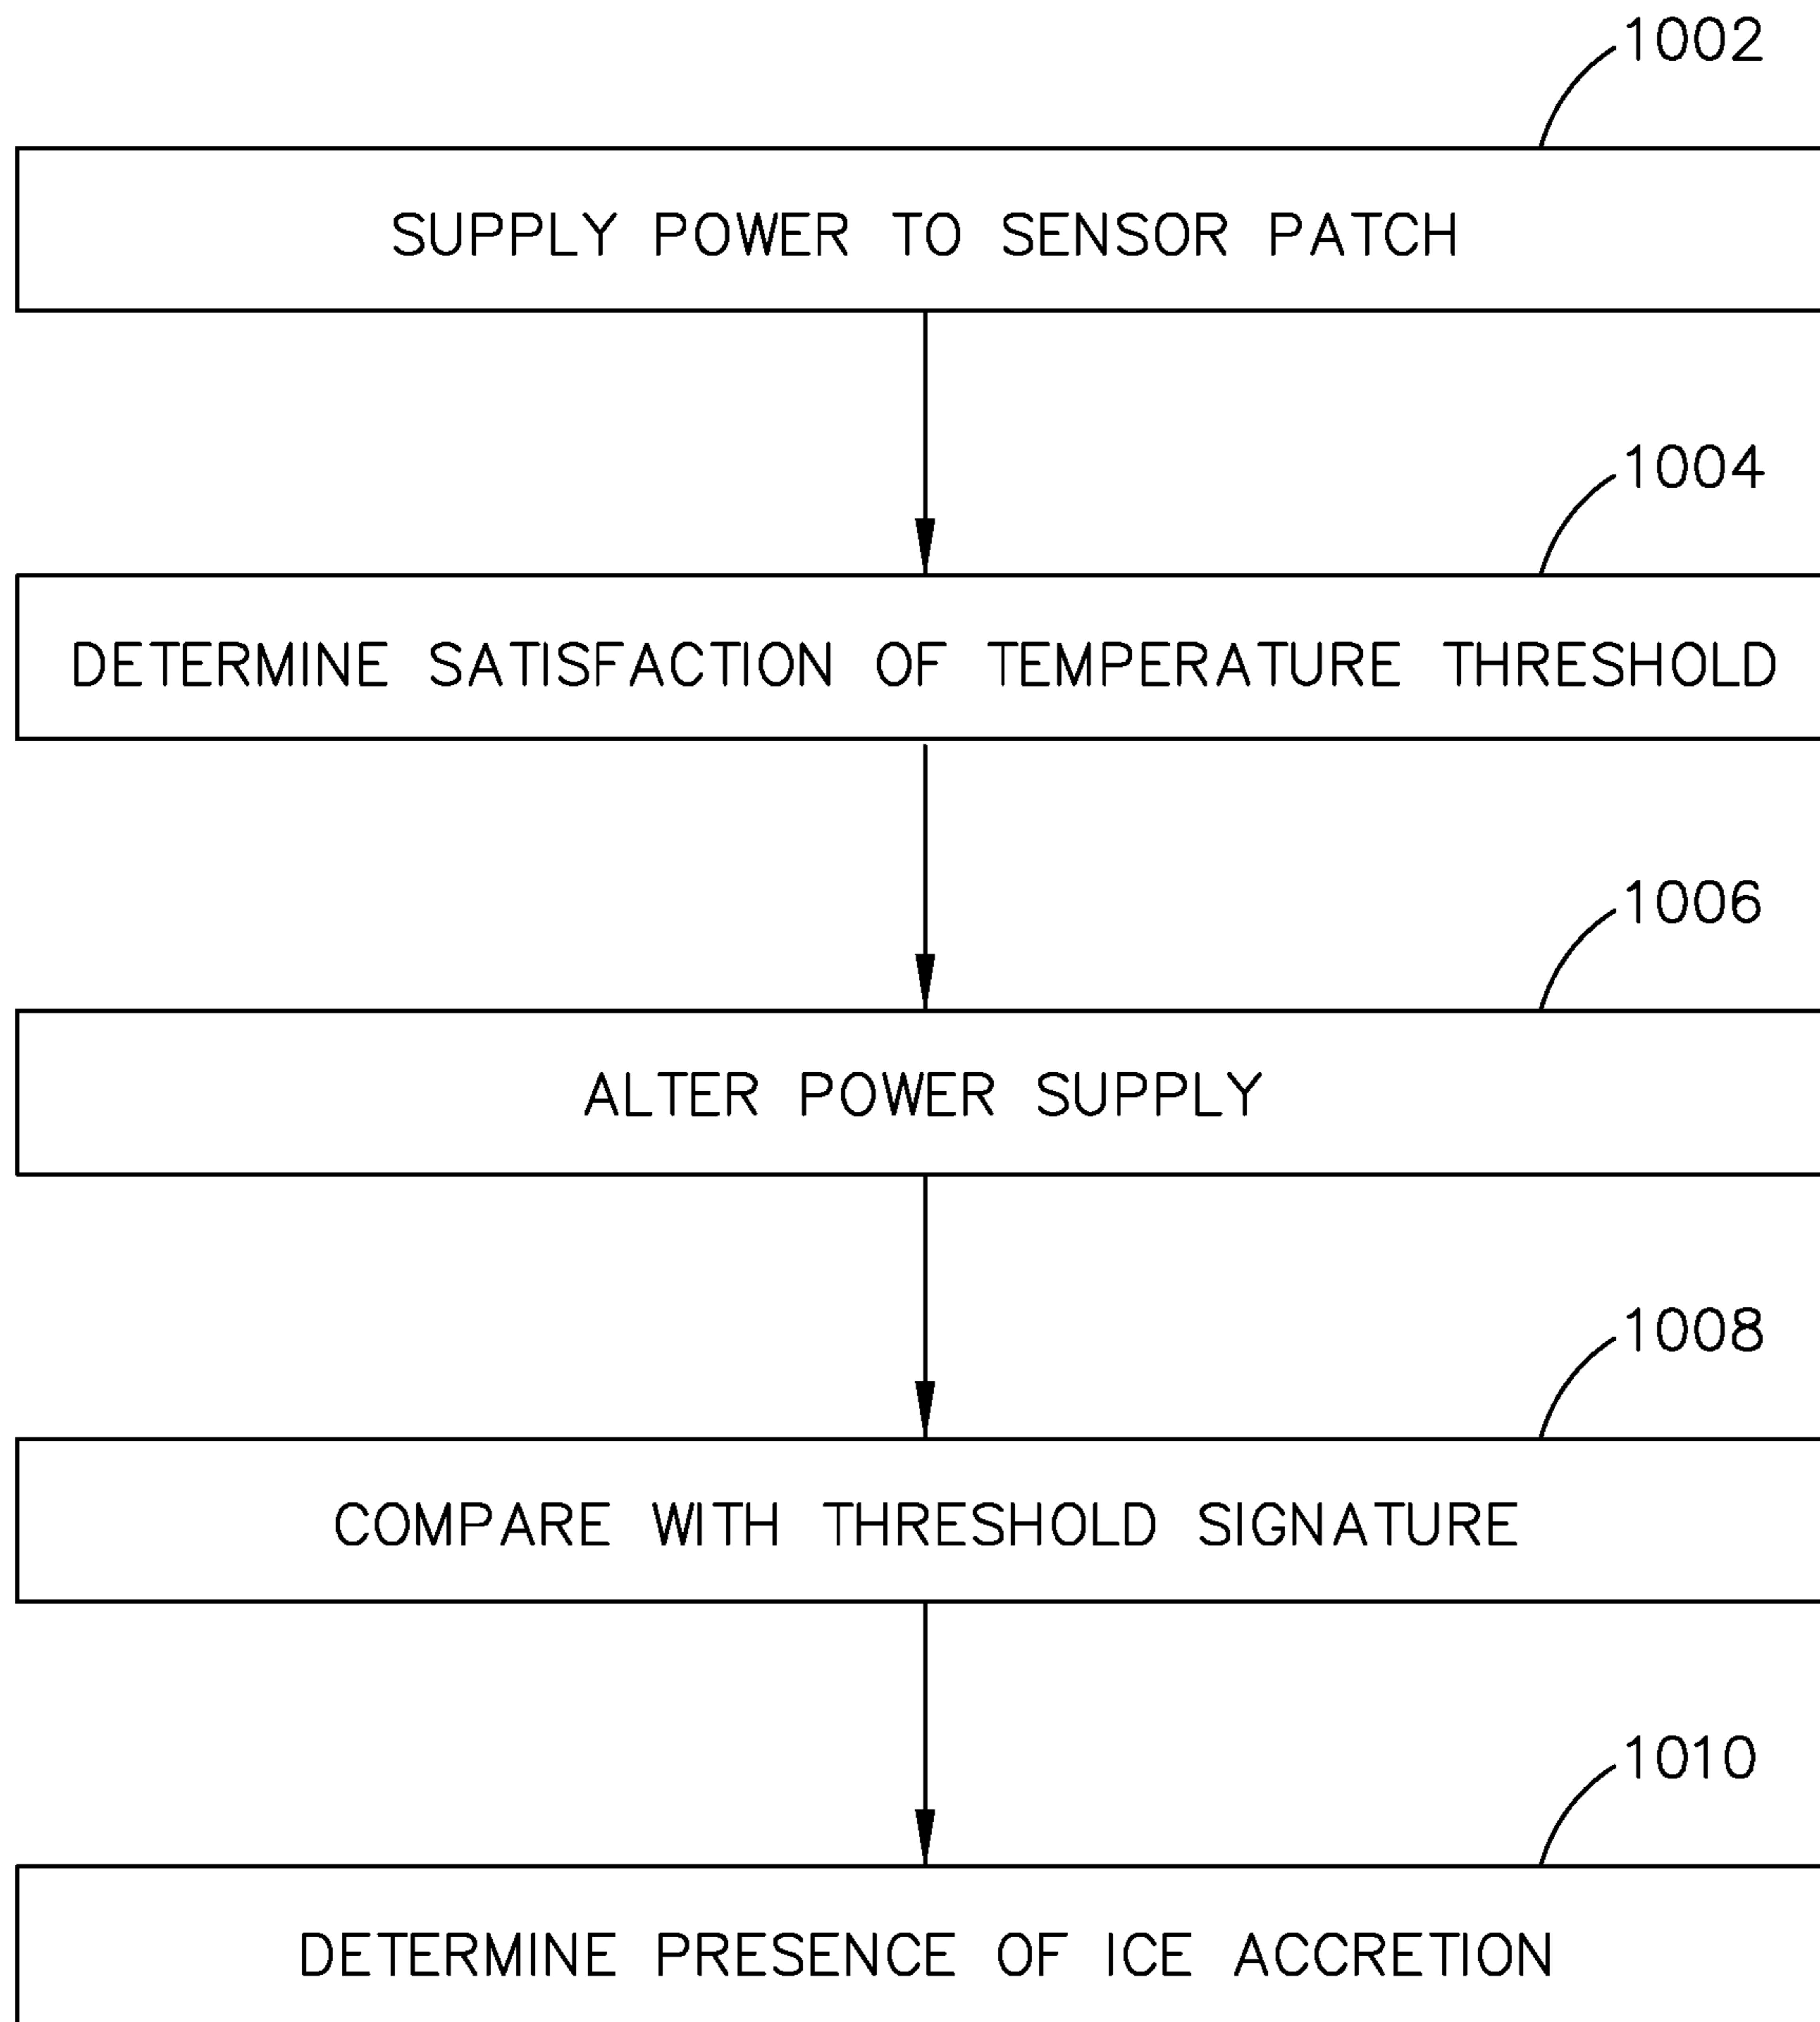 1002
SUPPLY POWER TO SENSOR PATCH
1004
DETERMINE SATISFACTION OF TEMPERATURE THRESHOLD
1006
ALTER POWER SUPPLY
1008
COMPARE WITH THRESHOLD SIGNATURE
1010
DETERMINE PRESENCE OF ICE ACCRETION